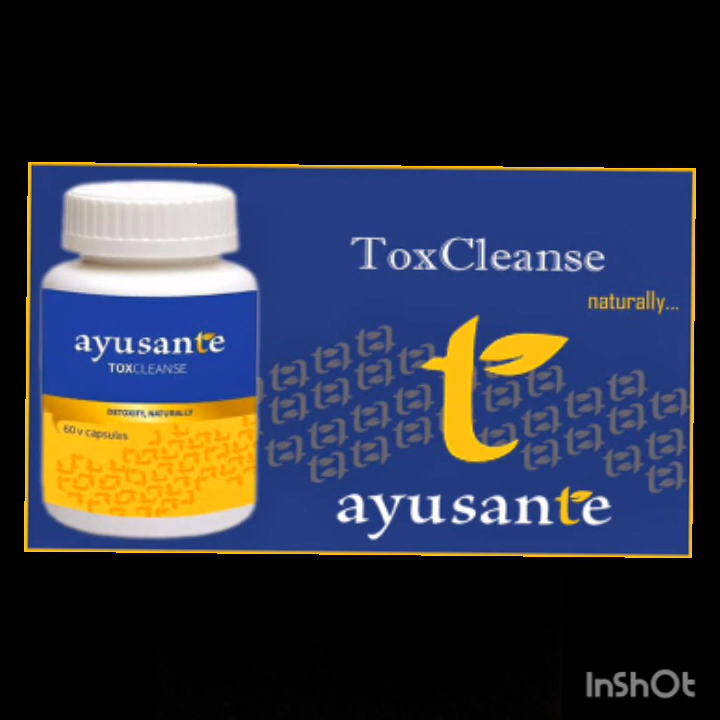 ToxCleanse
naturally...
ayusante
TOXCLEANSE
DETOXIFY, NATURALLY
60 v capsules
t
ayusante
InShOt